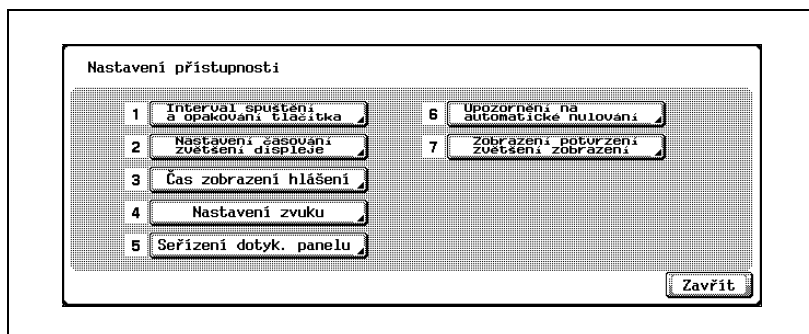 Nastavení přístupnosti
1 Interval spuštění
a opakování tlačítka
2 Nastavení časování
zvětšení displeje
3 Čas zobrazení hlášení
4 Nastavení zvuku
5 Seřízení dotyk. panelu
6 Upozornění na
automatické nulování
7 Zobrazení potvrzení
zvětšení zobrazení
Zavřít